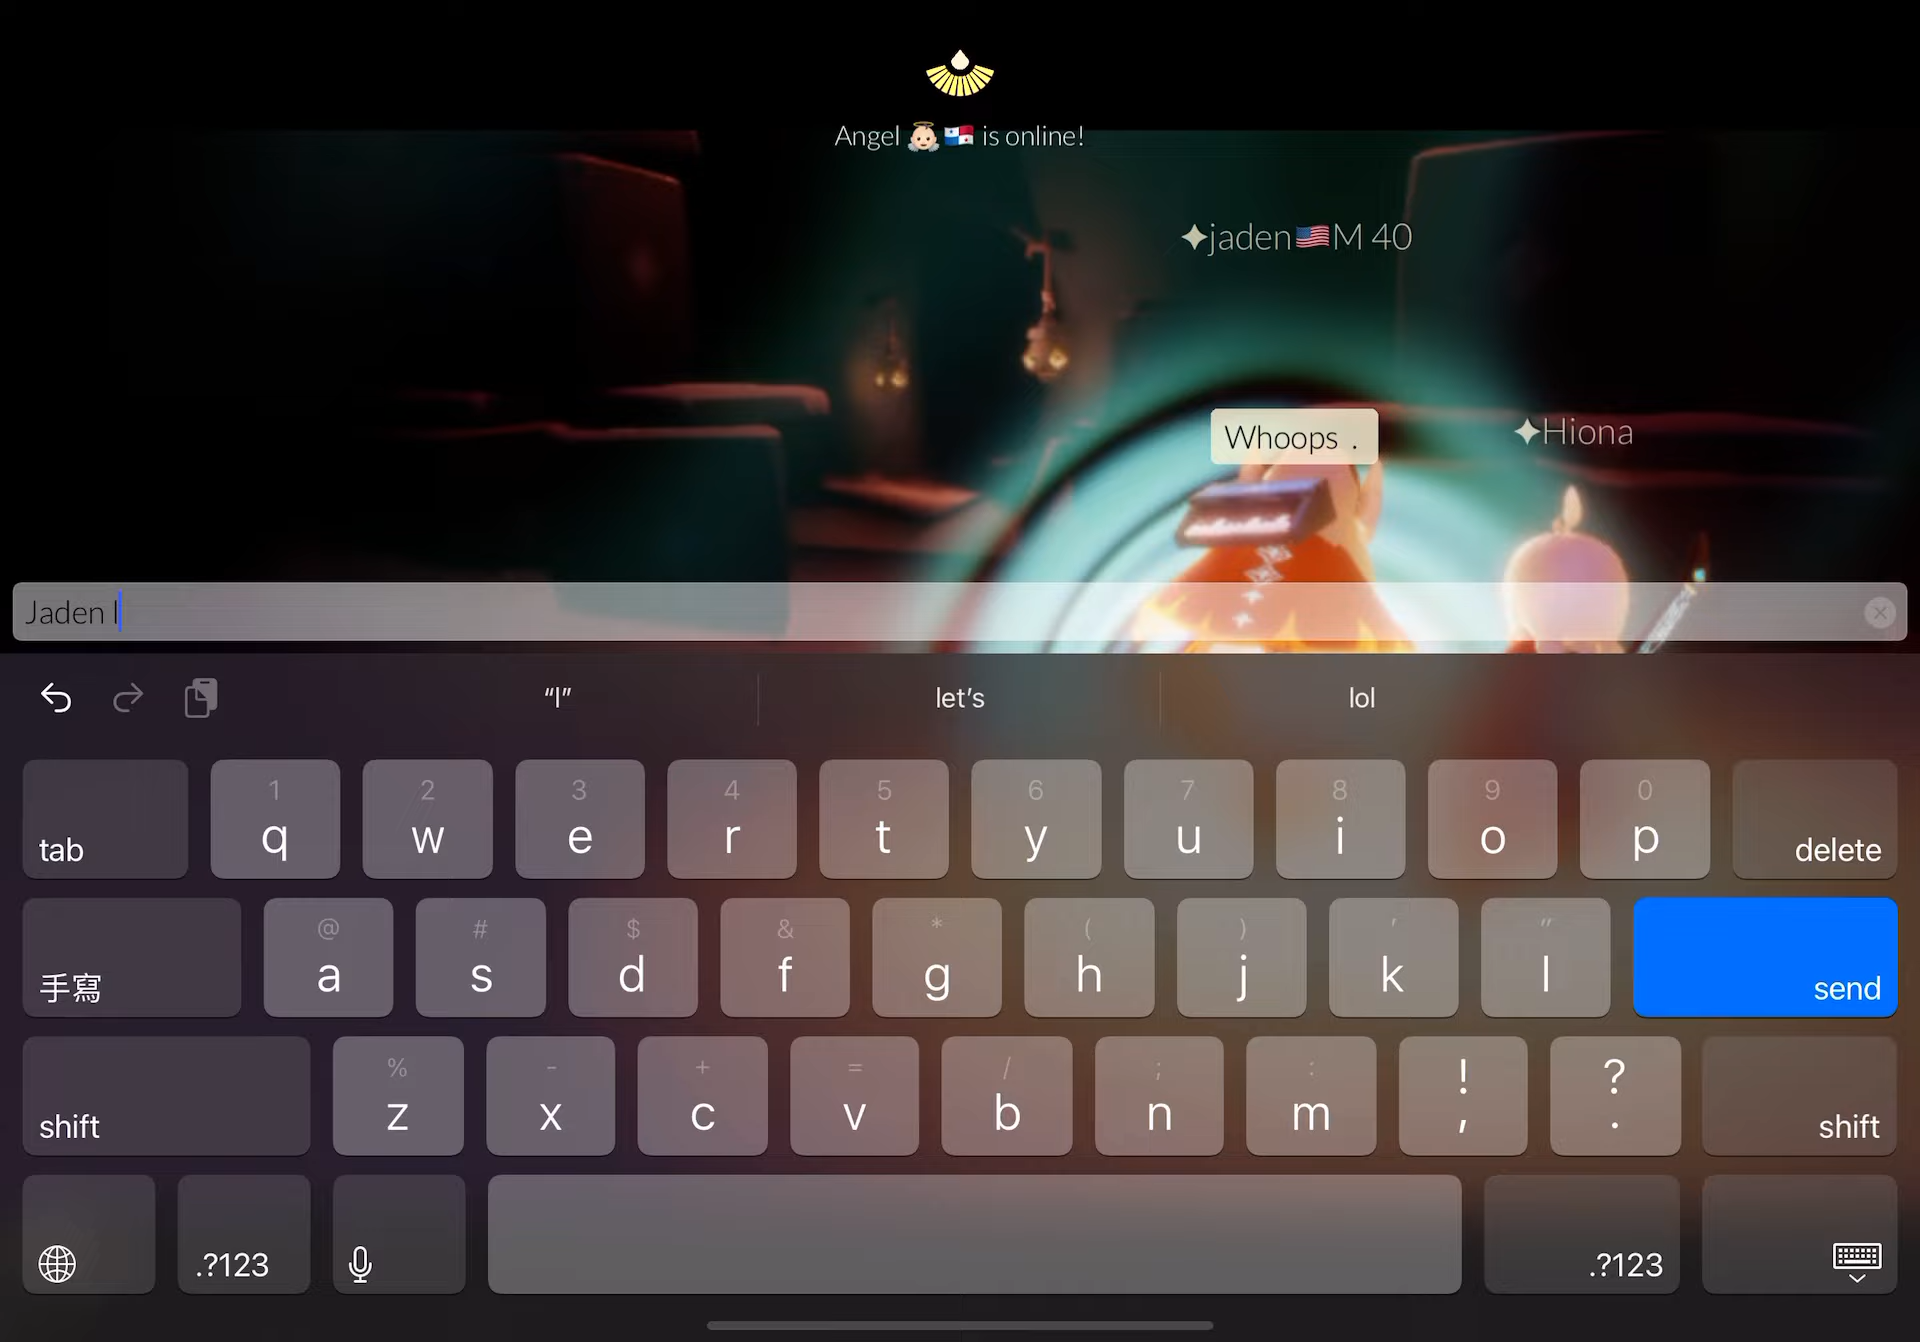 Angel 👼🏻🇵🇦 is online!
✦jaden🇺🇸M 40
Whoops .
✦Hiona
Jaden l
“l”
let’s
lol
tab
1 2 3 4 5 6 7 8 9 0
q w e r t y u i o p
delete
手寫
@ # $ & * ( ) ' "
a s d f g h j k l
send
shift
% - + = / ; : ! ?
z x c v b n m , .
shift
.?123
.?123